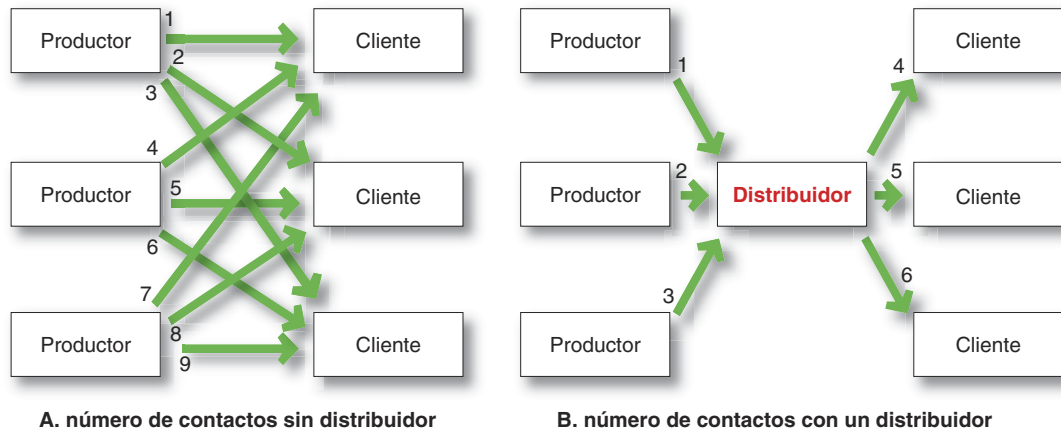 1
Productor
Cliente
2
3
4
Productor
5
Cliente
6
7
Productor
8
Cliente
9
A. número de contactos sin distribuidor
Productor
1
4
Cliente
Productor
2
Distribuidor
5
Cliente
3
6
Productor
Cliente
B. número de contactos con un distribuidor